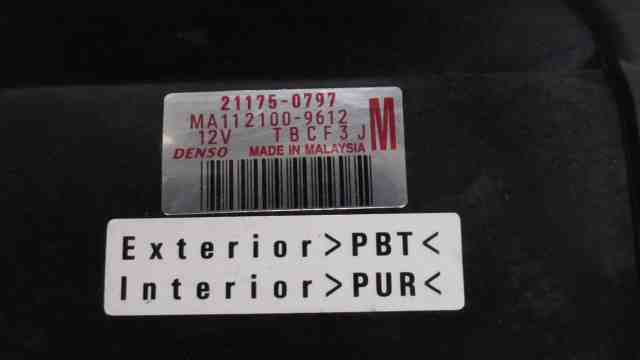 21175-0797
MA112100-9612
12V TBCF3J
M
DENSO MADE IN MALAYSIA
Exterior>PBT<
Interior>PUR<